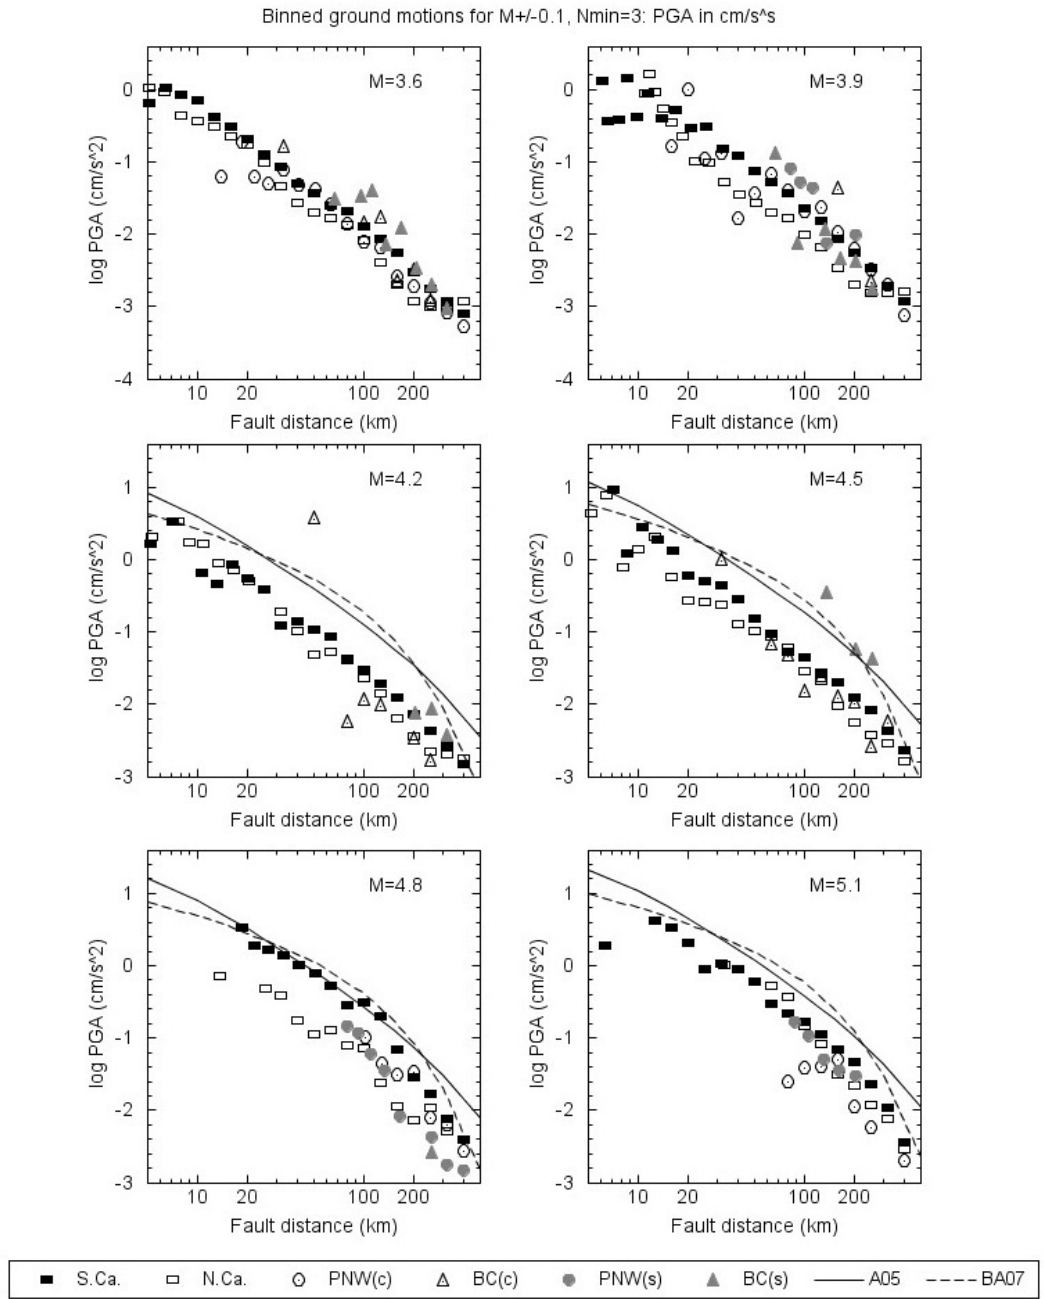 Binned ground motions for M+/-0.1, Nmin=3: PGA in cm/s^s
M=3.6
0
-1
-2
-3
-4
log PGA (cm/s^2)
10 20 100 200
Fault distance (km)
M=3.9
0
-1
-2
-3
-4
log PGA (cm/s^2)
10 20 100 200
Fault distance (km)
M=4.2
1
0
-1
-2
-3
log PGA (cm/s^2)
10 20 100 200
Fault distance (km)
M=4.5
1
0
-1
-2
-3
log PGA (cm/s^2)
10 20 100 200
Fault distance (km)
M=4.8
1
0
-1
-2
-3
log PGA (cm/s^2)
10 20 100 200
Fault distance (km)
M=5.1
1
0
-1
-2
-3
log PGA (cm/s^2)
10 20 100 200
Fault distance (km)
S.Ca. N.Ca. PNW(c) BC(c) PNW(s) BC(s) A05 BA07